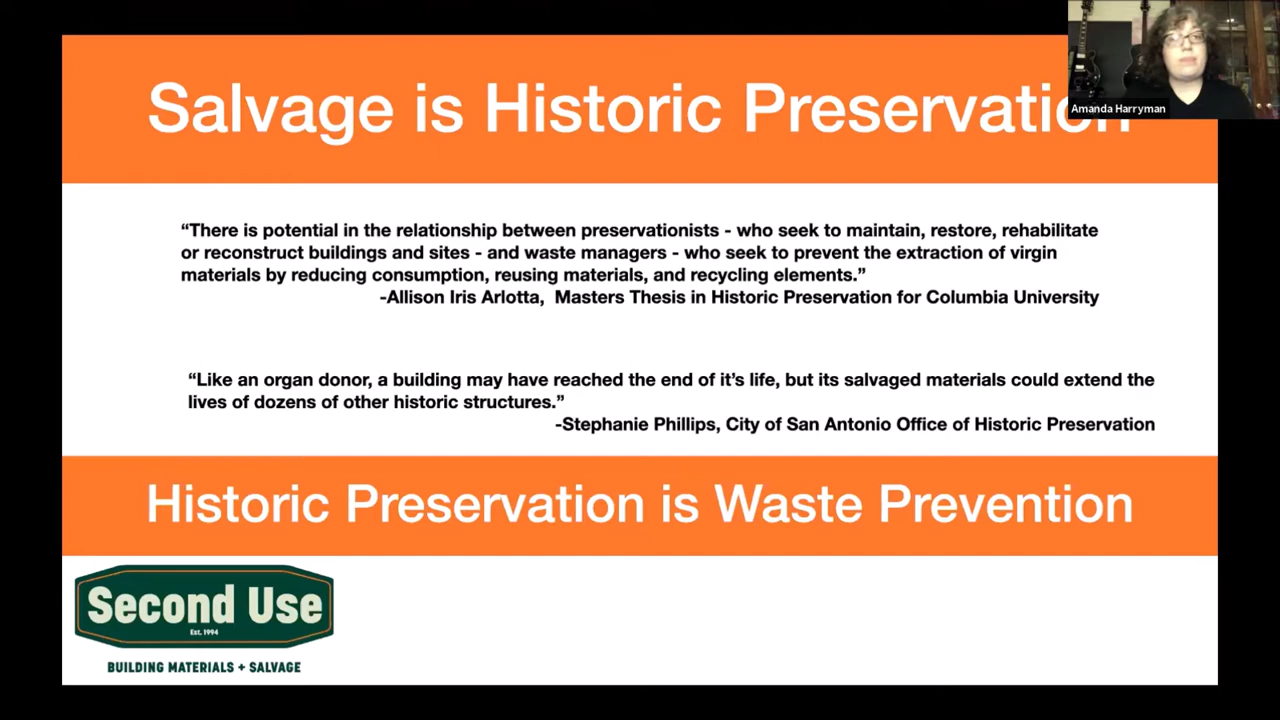 Salvage is Historic Preservation
Amanda Harryman
“There is potential in the relationship between preservationists - who seek to maintain, restore, rehabilitate
or reconstruct buildings and sites - and waste managers - who seek to prevent the extraction of virgin
materials by reducing consumption, reusing materials, and recycling elements.”
-Allison Iris Arlotta, Masters Thesis in Historic Preservation for Columbia University
“Like an organ donor, a building may have reached the end of it’s life, but its salvaged materials could extend the
lives of dozens of other historic structures.”
-Stephanie Phillips, City of San Antonio Office of Historic Preservation
Historic Preservation is Waste Prevention
Second Use
Est. 1994
BUILDING MATERIALS + SALVAGE